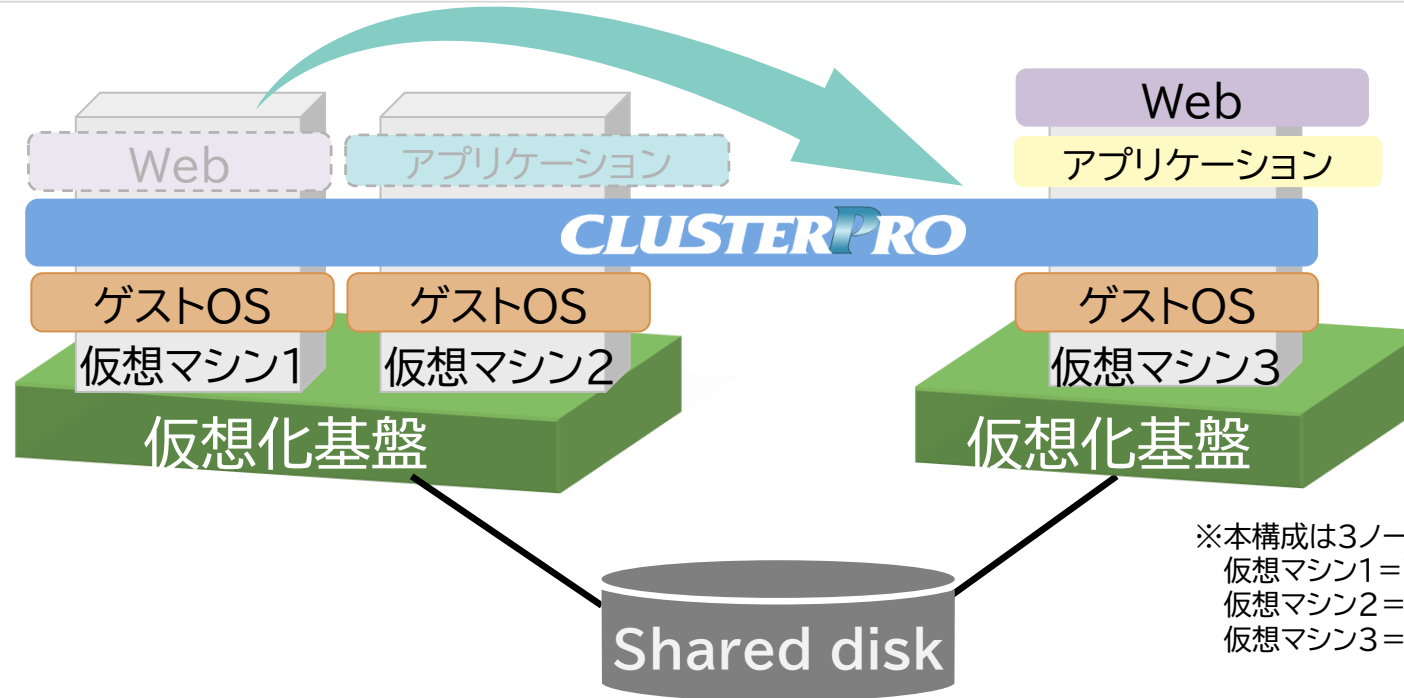 Web
アプリケーション
Web
アプリケーション
CLUSTERPRO
ゲストOS
ゲストOS
ゲストOS
仮想マシン1
仮想マシン2
仮想マシン3
仮想化基盤
仮想化基盤
※本構成は3ノー
仮想マシン1=
仮想マシン2=
仮想マシン3=
Shared disk